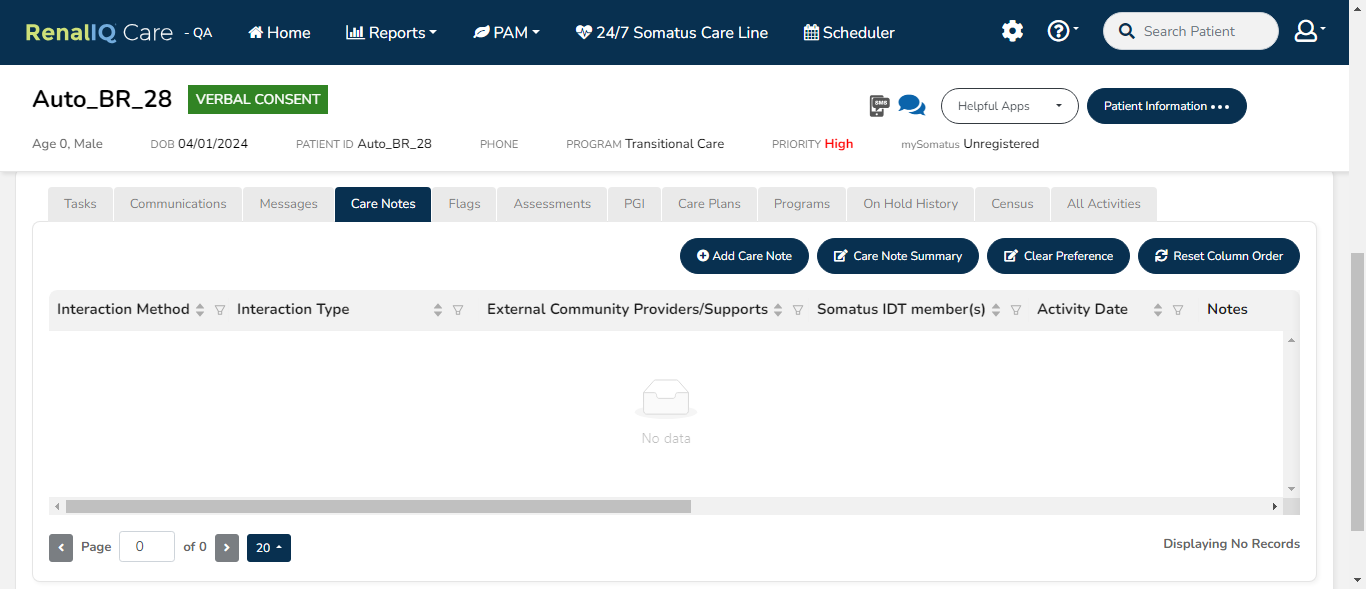 RenalIQ Care - QA Home Reports PAM 24/7 Somatus Care Line Scheduler Search Patient
Auto_BR_28 VERBAL CONSENT SMS Helpful Apps Patient Information
Age 0, Male DOB 04/01/2024 PATIENT ID Auto_BR_28 PHONE PROGRAM Transitional Care PRIORITY High mySomatus Unregistered
Tasks Communications Messages Care Notes Flags Assessments PGI Care Plans Programs On Hold History Census All Activities
Add Care Note Care Note Summary Clear Preference Reset Column Order
Interaction Method Interaction Type External Community Providers/Supports Somatus IDT member(s) Activity Date Notes
No data
Page 0 of 0 20 Displaying No Records